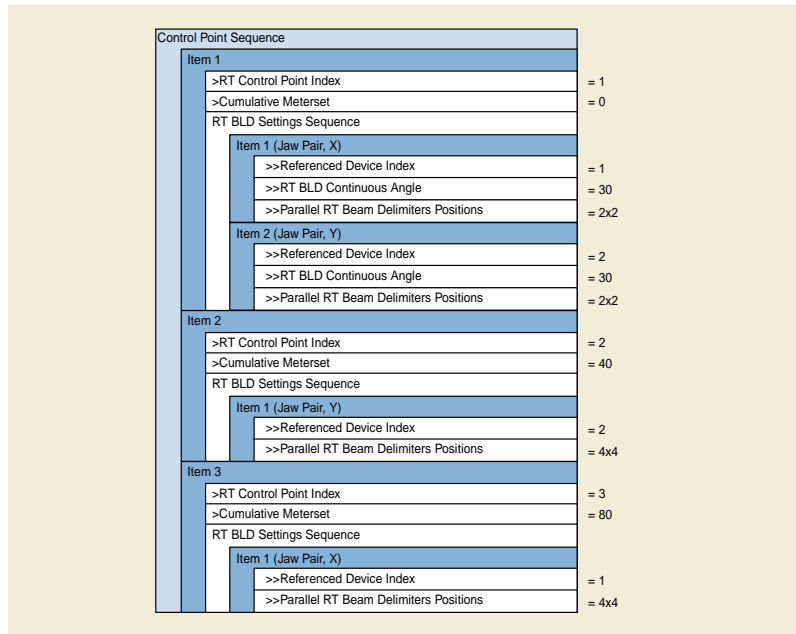 Control Point Sequence
Item 1
>RT Control Point Index = 1
>Cumulative Meterset = 0
RT BLD Settings Sequence
Item 1 (Jaw Pair, X)
>>Referenced Device Index = 1
>>RT BLD Continuous Angle = 30
>>Parallel RT Beam Delimiters Positions = 2x2
Item 2 (Jaw Pair, Y)
>>Referenced Device Index = 2
>>RT BLD Continuous Angle = 30
>>Parallel RT Beam Delimiters Positions = 2x2
Item 2
>RT Control Point Index = 2
>Cumulative Meterset = 40
RT BLD Settings Sequence
Item 1 (Jaw Pair, Y)
>>Referenced Device Index = 2
>>Parallel RT Beam Delimiters Positions = 4x4
Item 3
>RT Control Point Index = 3
>Cumulative Meterset = 80
RT BLD Settings Sequence
Item 1 (Jaw Pair, X)
>>Referenced Device Index = 1
>>Parallel RT Beam Delimiters Positions = 4x4